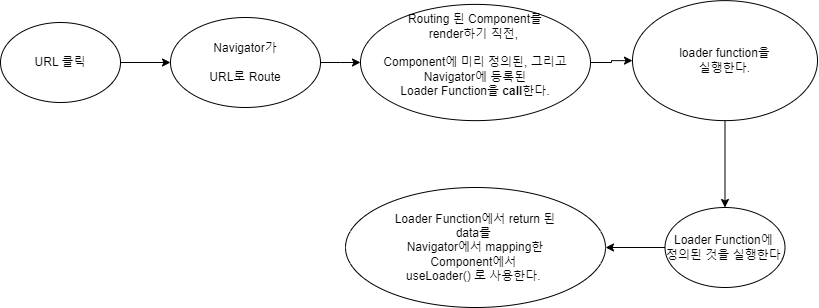 URL 클릭
Navigator가
URL로 Route
Routing 된 Component을
render하기 직전,
Component에 미리 정의된, 그리고
Navigator에 등록된
Loader Function을 call한다.
loader function을
실행한다.
Loader Function에
정의된 것을 실행한다
Loader Function에서 return 된
data를
Navigator에서 mapping한
Component에서
useLoader() 로 사용한다.